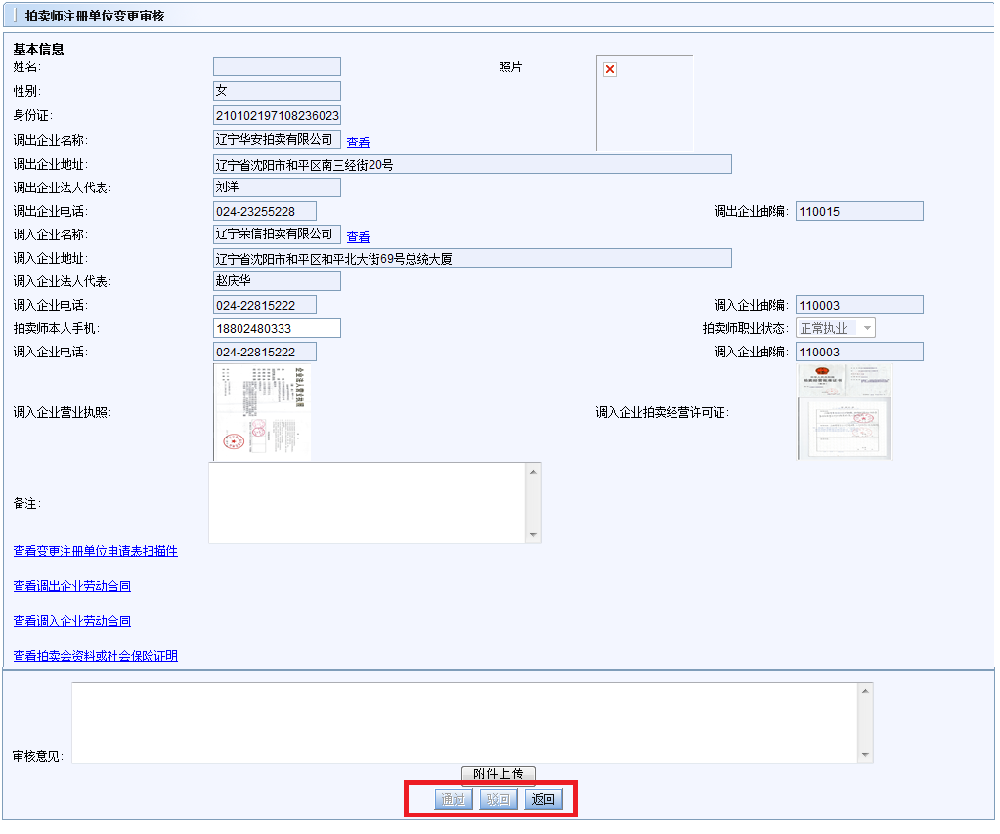 拍卖师注册单位变更审核
基本信息
姓名: 照片
性别: 女
身份证: 210102197108236023
调出企业名称: 辽宁华安拍卖有限公司 查看
调出企业地址: 辽宁省沈阳市和平区南三经街20号
调出企业法人代表: 刘洋
调出企业电话: 024-23255228 调出企业邮编: 110015
调入企业名称: 辽宁荣信拍卖有限公司 查看
调入企业地址: 辽宁省沈阳市和平区和平北大街69号总统大厦
调入企业法人代表: 赵庆华
调入企业电话: 024-22815222 调入企业邮编: 110003
拍卖师本人手机: 18802480333 拍卖师职业状态: 正常执业
调入企业电话: 024-22815222 调入企业邮编: 110003
调入企业营业执照: 企业法人营业执照 调入企业拍卖经营许可证:
备注:
查看变更注册单位申请表扫描件
查看调出企业劳动合同
查看调入企业劳动合同
查看拍卖会资料或社会保险证明
审核意见:
附件上传
通过 驳回 返回